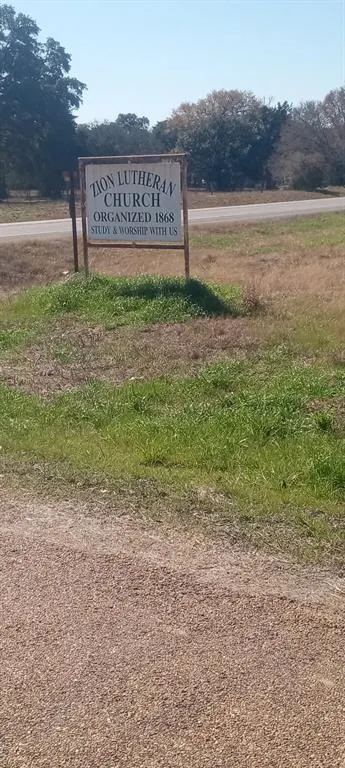 ZION LUTHERAN
CHURCH
ORGANIZED 1868
STUDY & WORSHIP WITH US